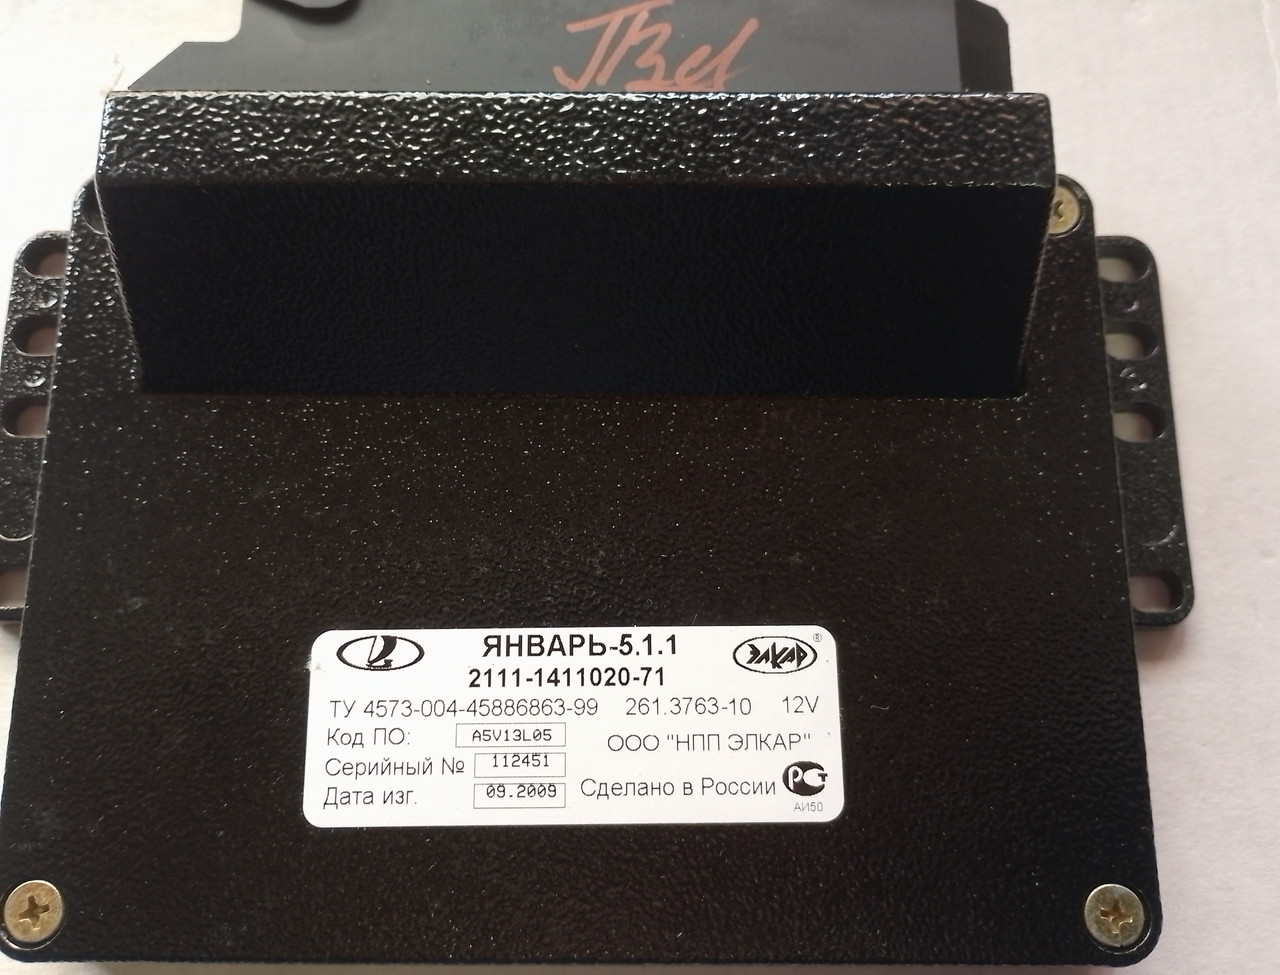 ЯНВАРЬ-5.1.1
ЭЛКАР ®
2111-1411020-71
ТУ 4573-004-45886863-99 261.3763-10 12V
Код ПО: A5V13L05 ООО "НПП ЭЛКАР"
Серийный № 112451
Дата изг. 09.2009 Сделано в России
РСТ
АИ50